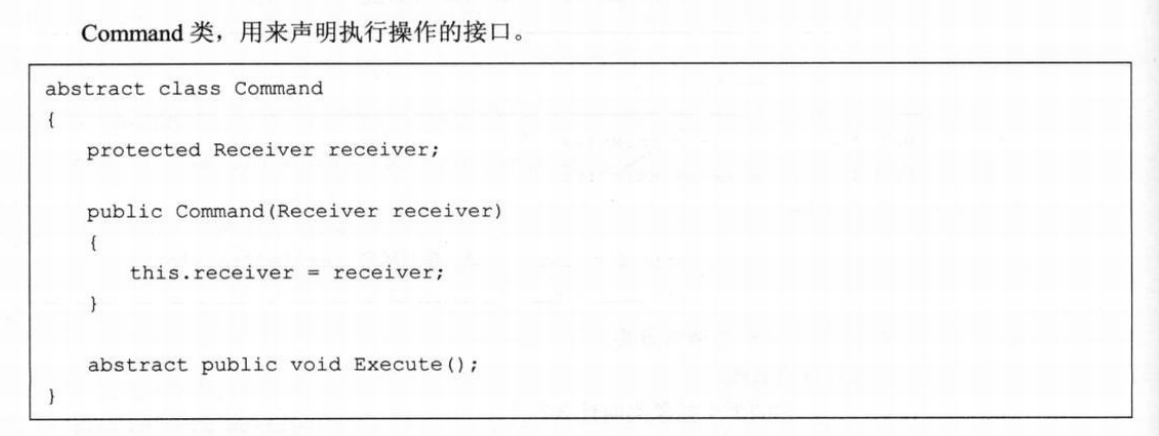 Command 类，用来声明执行操作的接口。
abstract class Command
{
protected Receiver receiver;
public Command(Receiver receiver)
{
this.receiver = receiver;
}
abstract public void Execute();
}